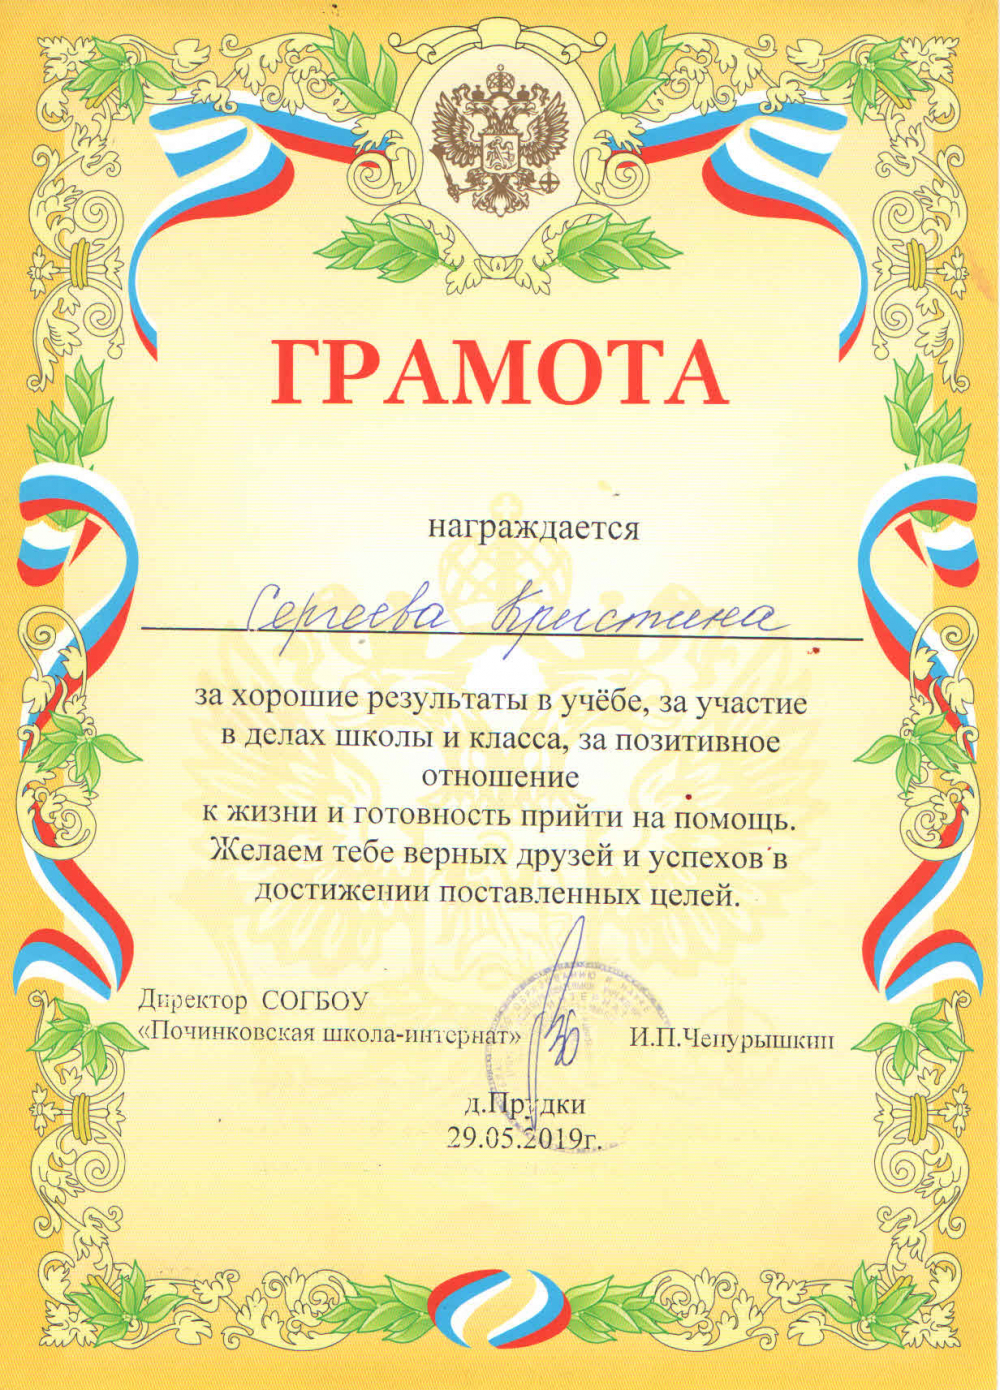 ГРАМОТА
награждается
Сергеева Кристина
за хорошие результаты в учёбе, за участие
в делах школы и класса, за позитивное
отношение
к жизни и готовность прийти на помощь.
Желаем тебе верных друзей и успехов в
достижении поставленных целей.
Директор СОГБОУ
«Починковская школа-интернат» И.П.Чепурышкин
д.Прудки
29.05.2019г.